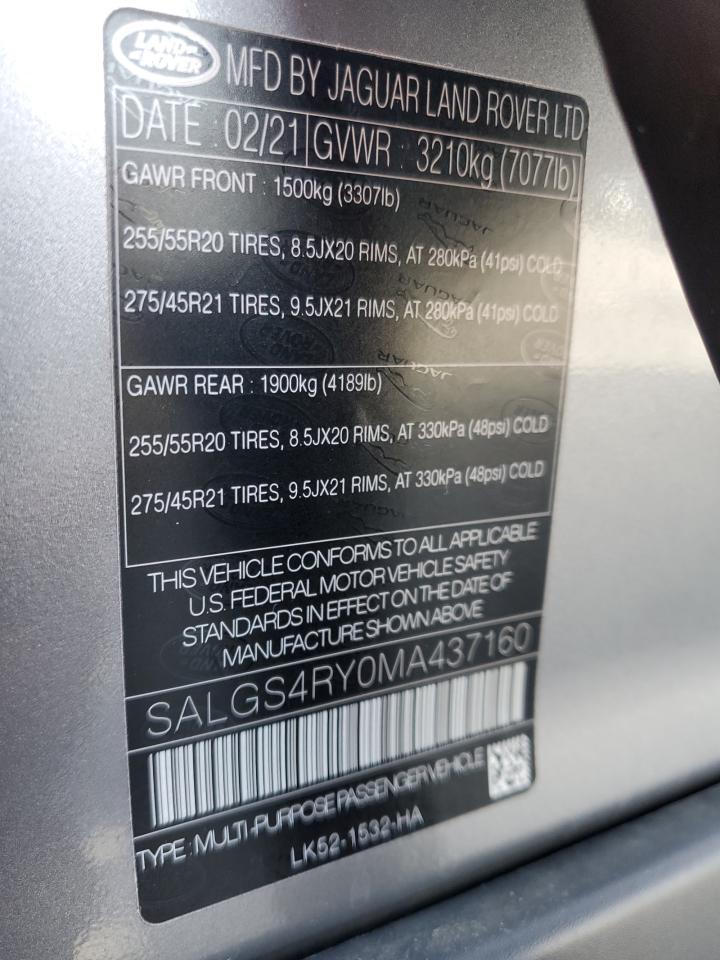 LAND ROVER
MFD BY JAGUAR LAND ROVER LTD
DATE : 02/21 GVWR : 3210kg (7077lb)
GAWR FRONT : 1500kg (3307lb)
255/55R20 TIRES, 8.5JX20 RIMS, AT 280kPa (41psi) COLD
275/45R21 TIRES, 9.5JX21 RIMS, AT 280kPa (41psi) COLD
GAWR REAR : 1900kg (4189lb)
255/55R20 TIRES, 8.5JX20 RIMS, AT 330kPa (48psi) COLD
275/45R21 TIRES, 9.5JX21 RIMS, AT 330kPa (48psi) COLD
THIS VEHICLE CONFORMS TO ALL APPLICABLE
U.S. FEDERAL MOTOR VEHICLE SAFETY
STANDARDS IN EFFECT ON THE DATE OF
MANUFACTURE SHOWN ABOVE
SALGS4RY0MA437160
TYPE : MULTI-PURPOSE PASSENGER VEHICLE
LK52-1532-HA